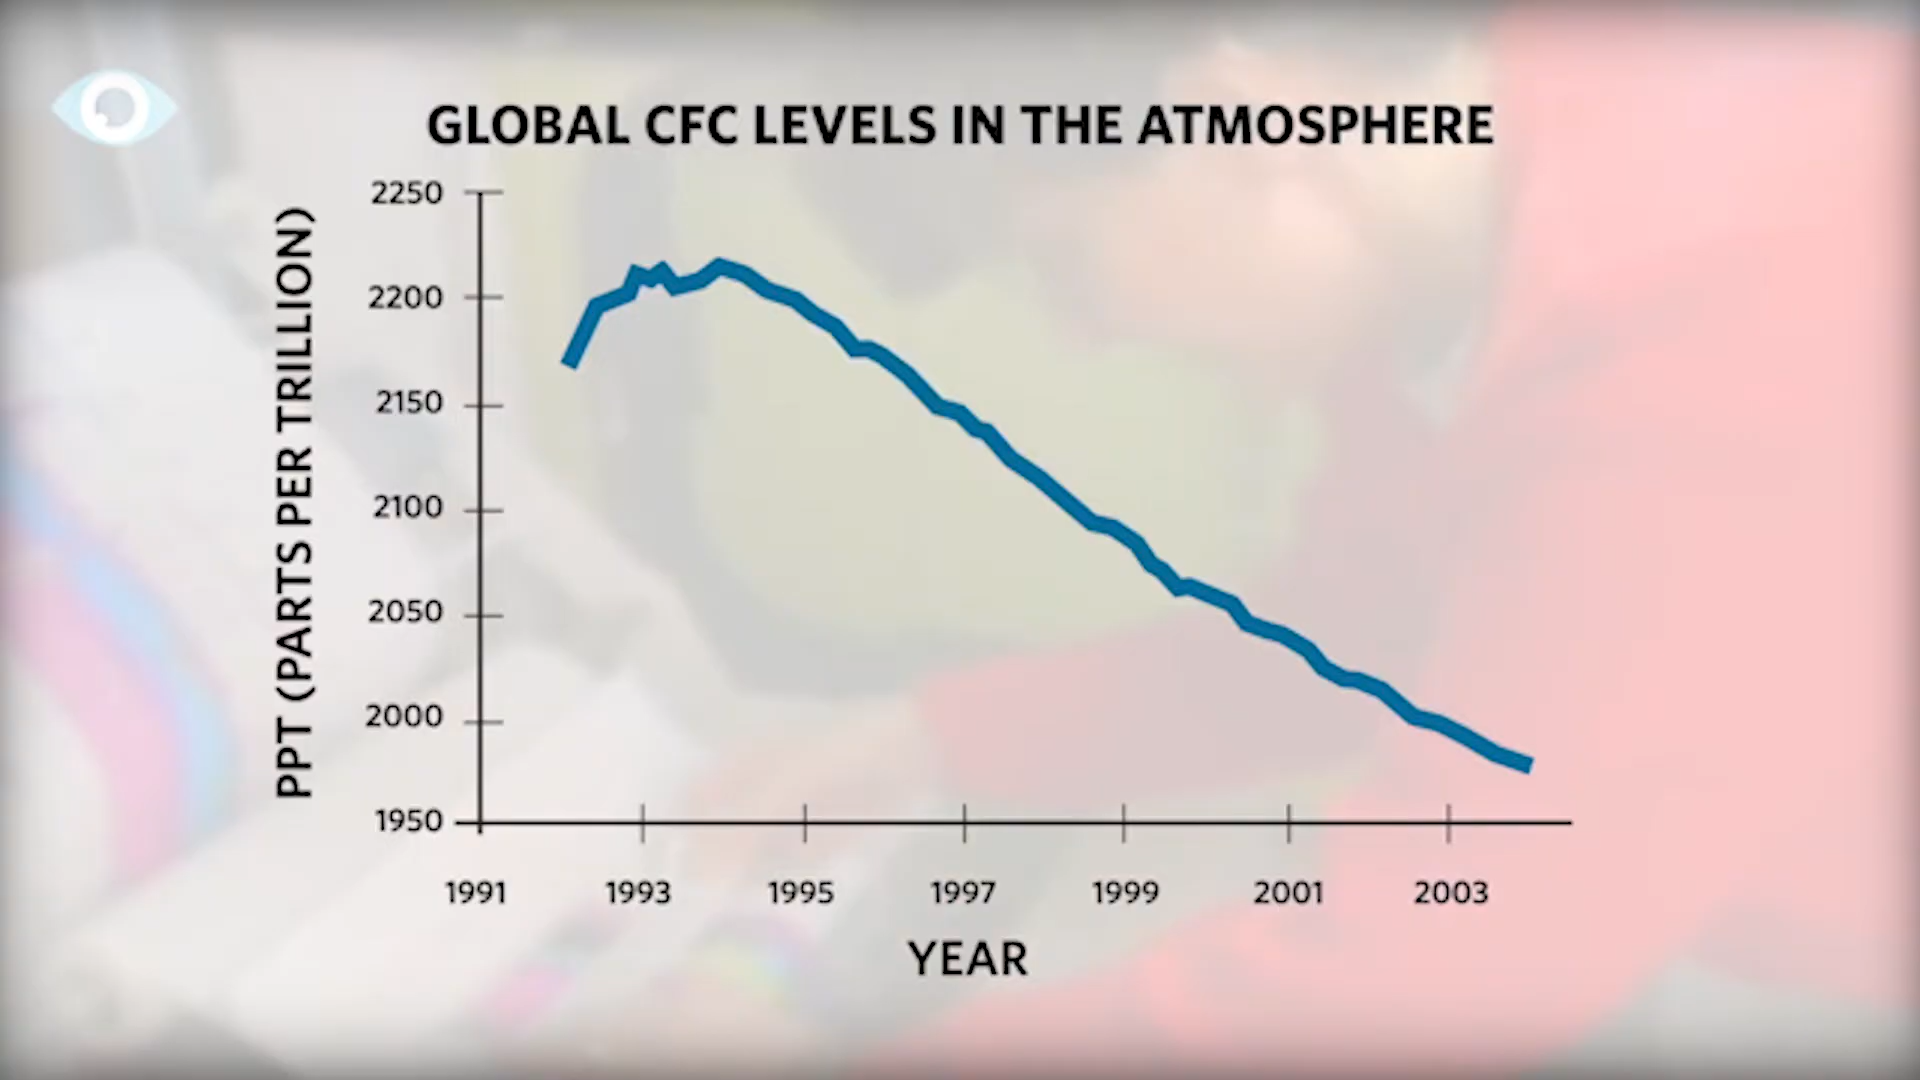 GLOBAL CFC LEVELS IN THE ATMOSPHERE
PPT (PARTS PER TRILLION)
2250
2200
2150
2100
2050
2000
1950
1991 1993 1995 1997 1999 2001 2003
YEAR